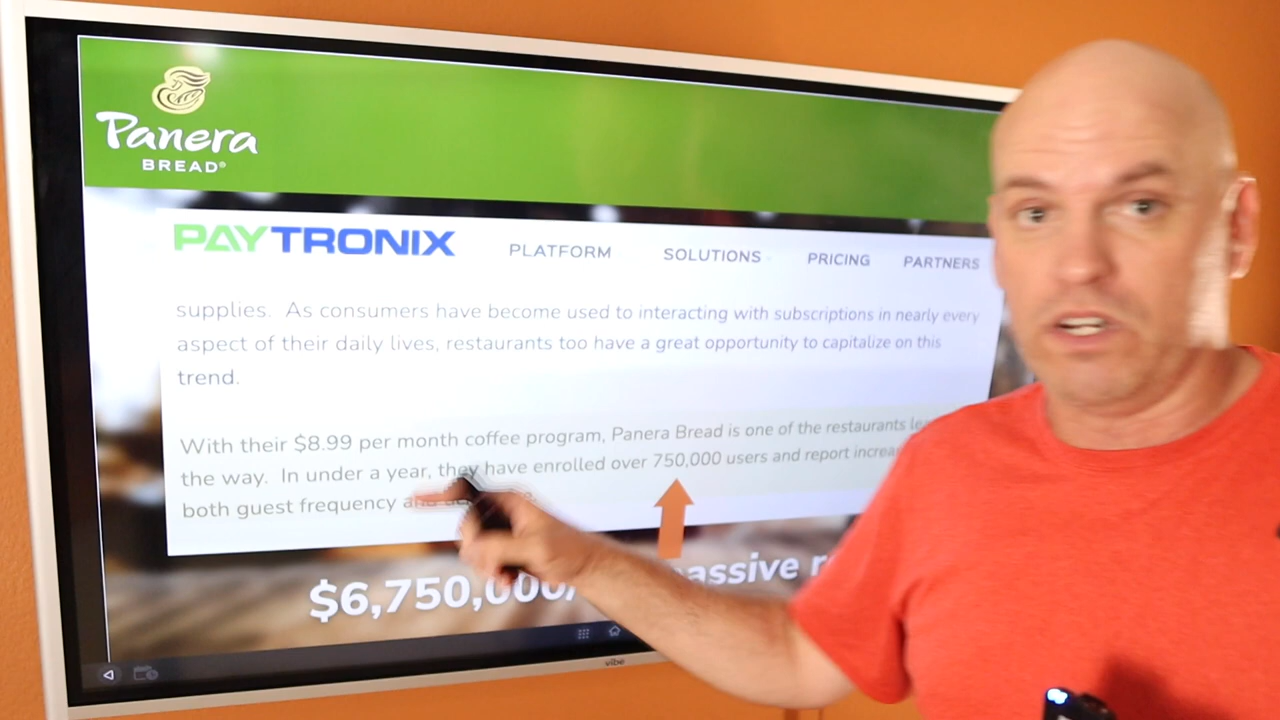 Panera
BREAD®
PAYTRONIX
PLATFORM SOLUTIONS PRICING PARTNERS
supplies. As consumers have become used to interacting with subscriptions in nearly every
aspect of their daily lives, restaurants too have a great opportunity to capitalize on this
trend.
With their $8.99 per month coffee program, Panera Bread is one of the restaurants
the way. In under a year, they have enrolled over 750,000 users and report
both guest frequency and
$6,750,000/
vibe